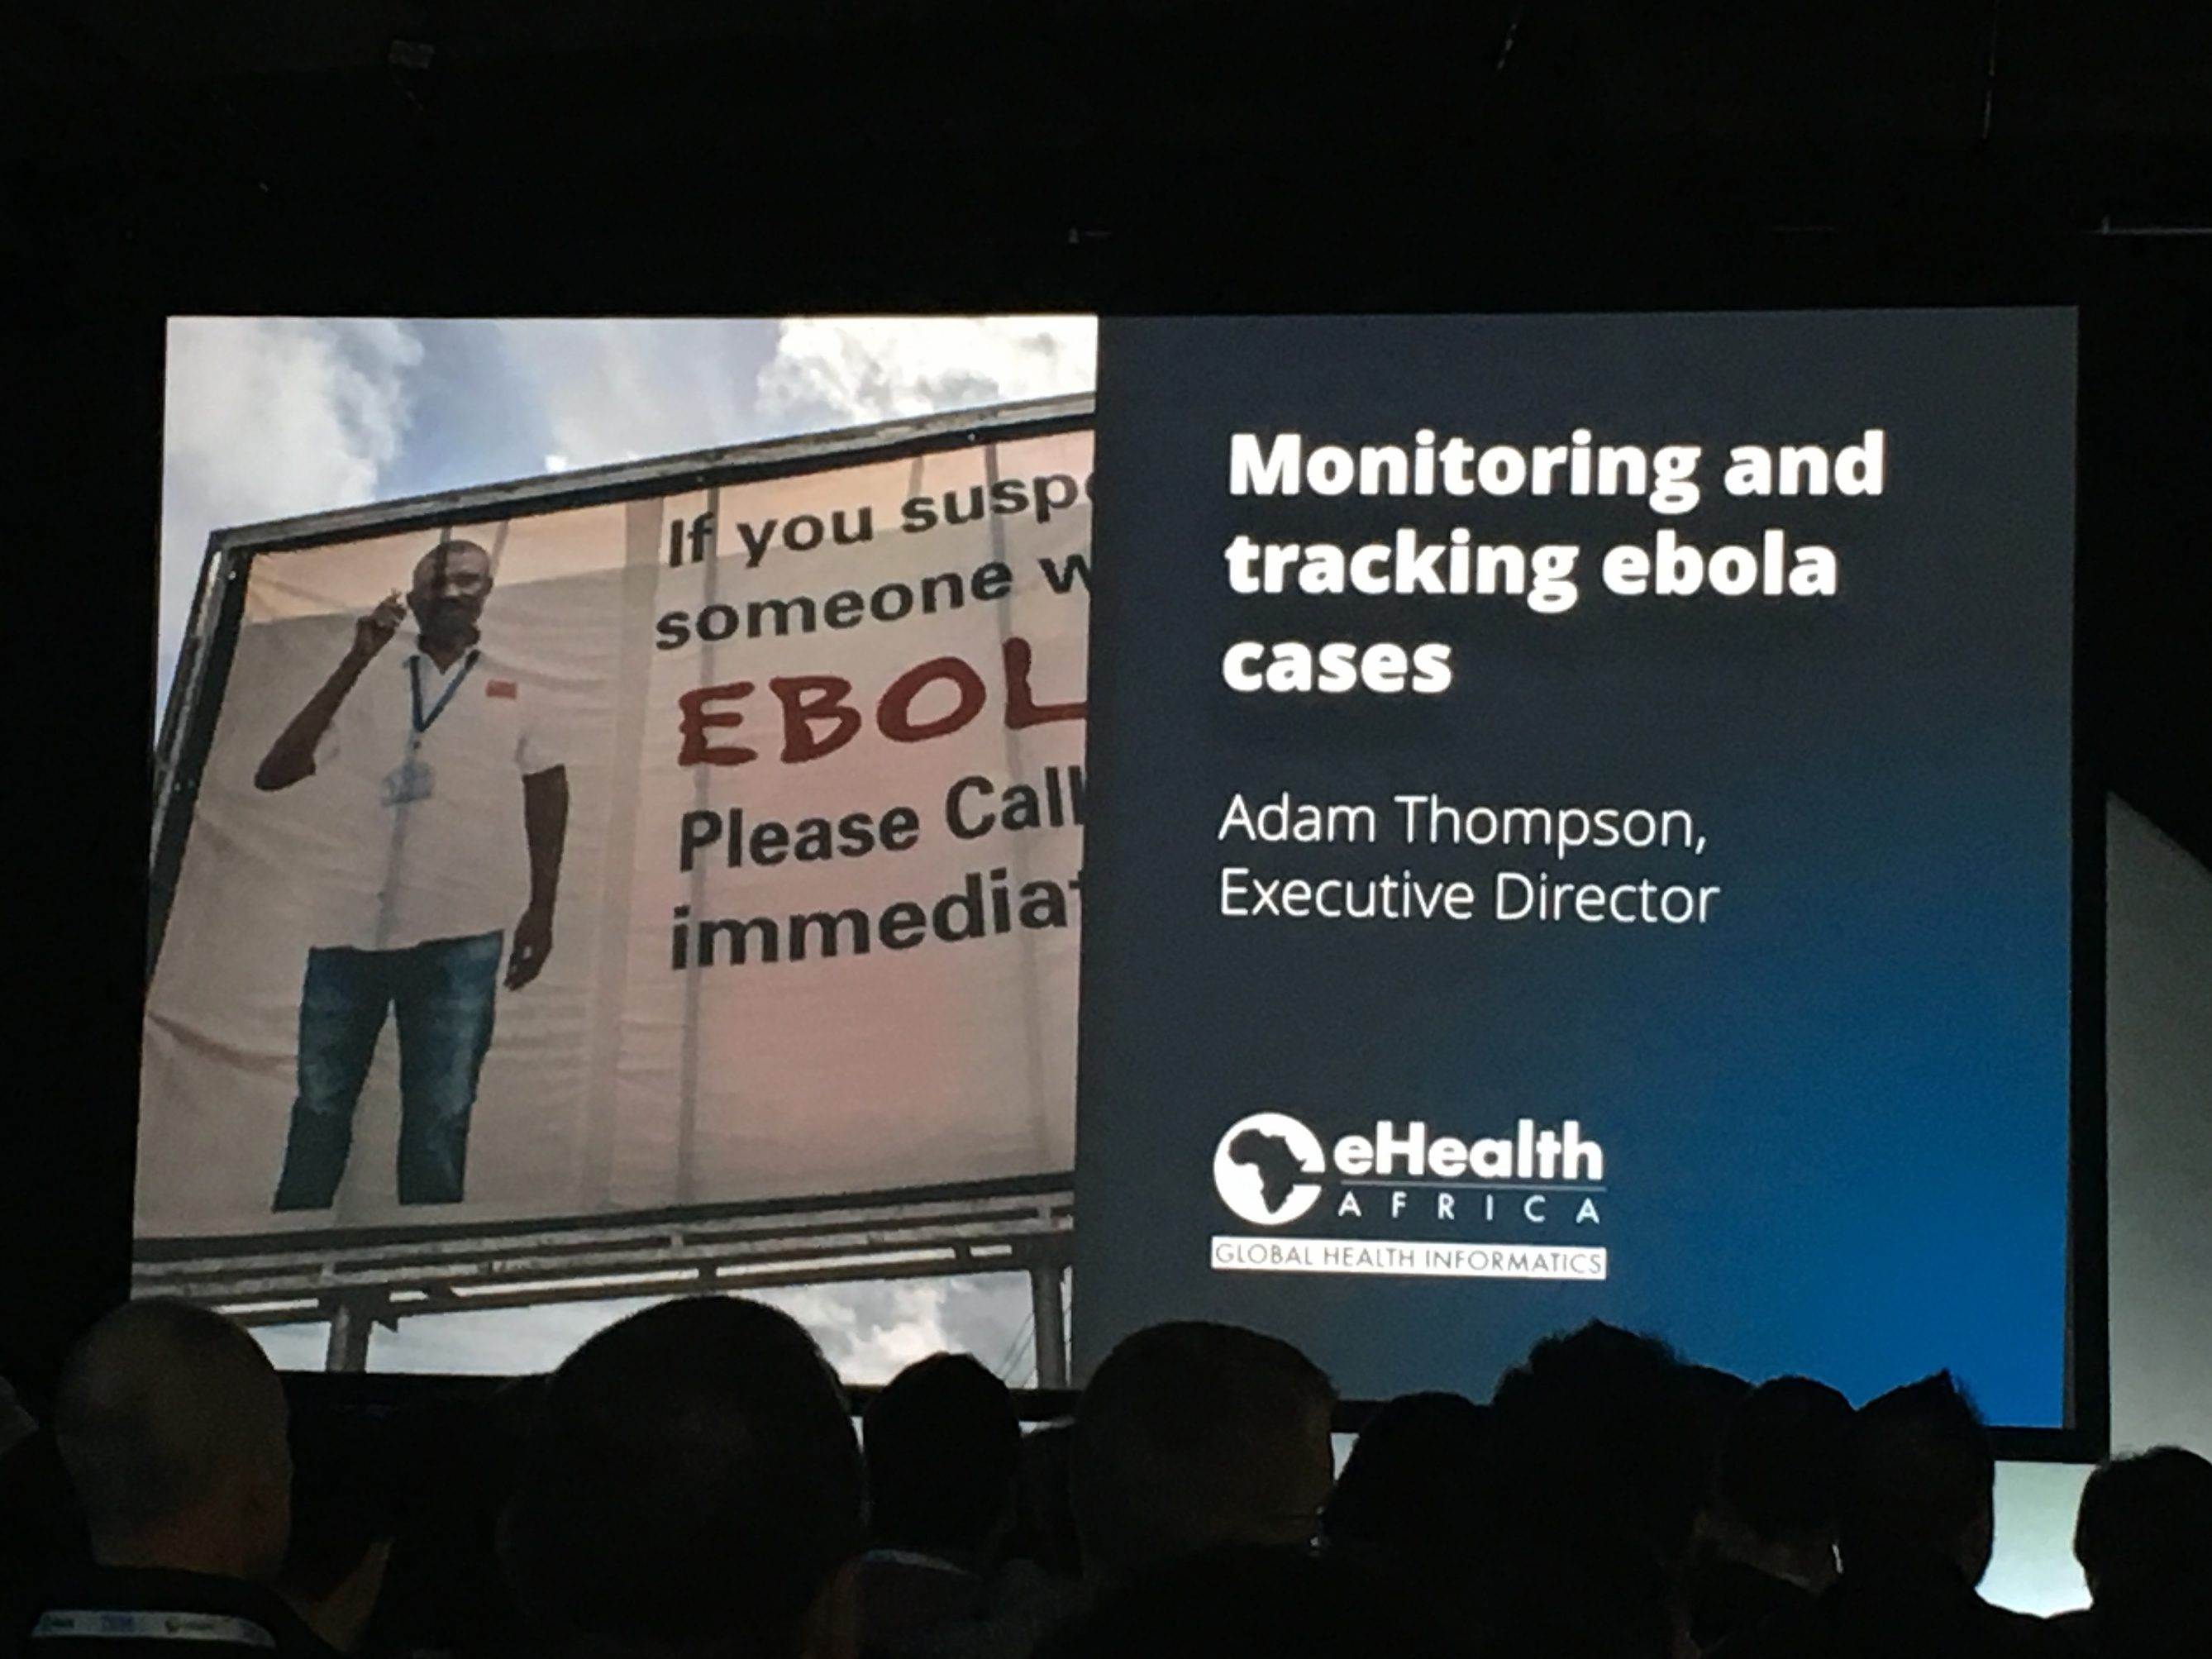 If you susp
someone w
EBOL
Please Call
immediat
Monitoring and
tracking ebola
cases
Adam Thompson,
Executive Director
eHealth
AFRICA
GLOBAL HEALTH INFORMATICS